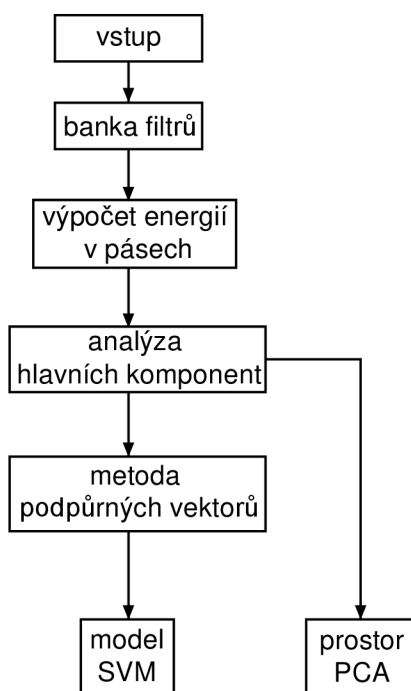 vstup
banka filtrů
výpočet energií
v pásech
analýza
hlavních komponent
metoda
podpůrných vektorů
model
SVM
prostor
PCA